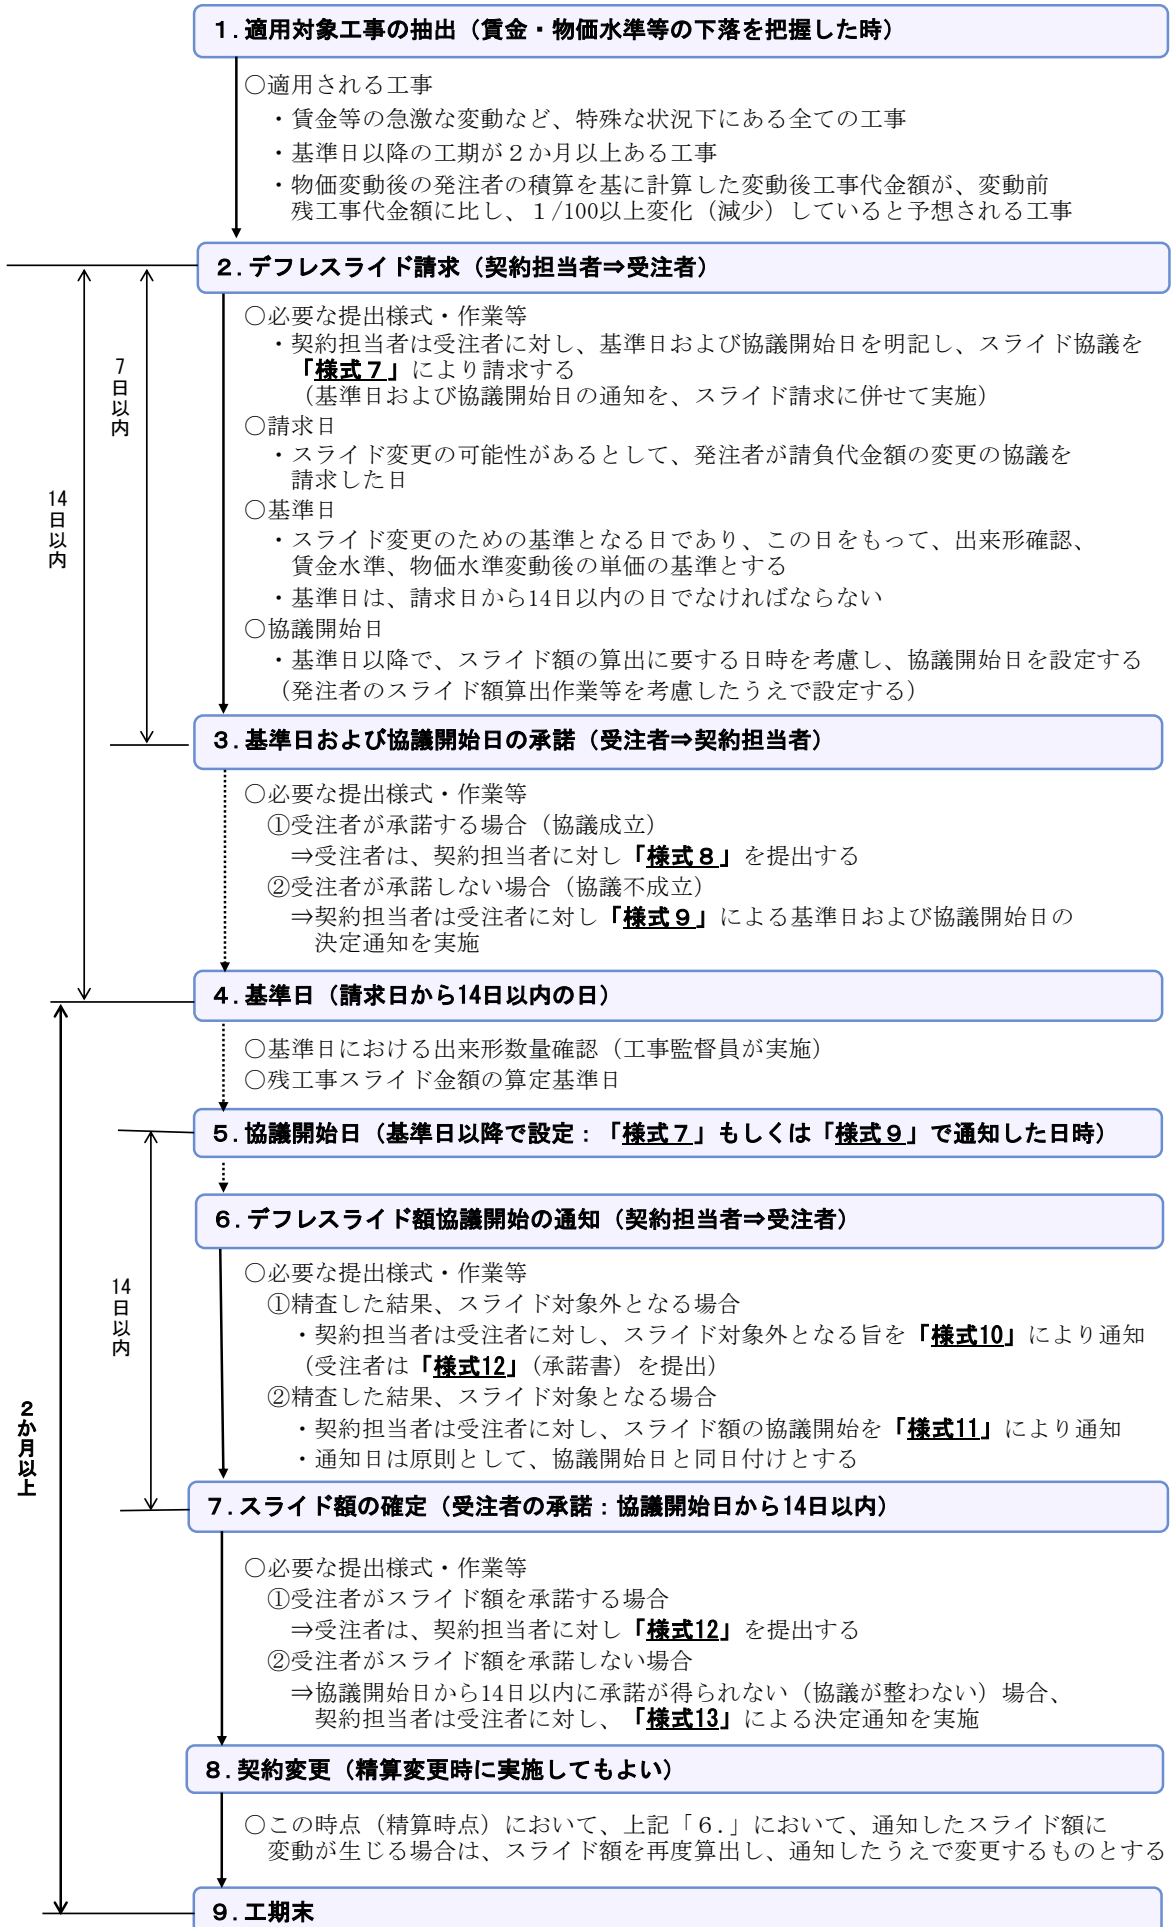 １．適用対象工事の抽出（賃金・物価水準等の下落を把握した時）
○適用される工事
・賃金等の急激な変動など、特殊な状況下にある全ての工事
・基準日以降の工期が２か月以上ある工事
・物価変動後の発注者の積算を基に計算した変動後工事代金額が、変動前
残工事代金額に比し、１/100以上変化（減少）していると予想される工事
２．デフレスライド請求（契約担当者⇒受注者）
○必要な提出様式・作業等
・契約担当者は受注者に対し、基準日および協議開始日を明記し、スライド協議を
「様式７」により請求する
（基準日および協議開始日の通知を、スライド請求に併せて実施）
○請求日
・スライド変更の可能性があるとして、発注者が請負代金額の変更の協議を
請求した日
○基準日
・スライド変更のための基準となる日であり、この日をもって、出来形確認、
賃金水準、物価水準変動後の単価の基準とする
・基準日は、請求日から14日以内の日でなければならない
○協議開始日
・基準日以降で、スライド額の算出に要する日時を考慮し、協議開始日を設定する
（発注者のスライド額算出作業等を考慮したうえで設定する）
7日以内
14日以内
３．基準日および協議開始日の承諾（受注者⇒契約担当者）
○必要な提出様式・作業等
①受注者が承諾する場合（協議成立）
⇒受注者は、契約担当者に対し「様式８」を提出する
②受注者が承諾しない場合（協議不成立）
⇒契約担当者は受注者に対し「様式９」による基準日および協議開始日の
決定通知を実施
４．基準日（請求日から14日以内の日）
○基準日における出来形数量確認（工事監督員が実施）
○残工事スライド金額の算定基準日
５．協議開始日（基準日以降で設定：「様式７」もしくは「様式９」で通知した日時）
６．デフレスライド額協議開始の通知（契約担当者⇒受注者）
○必要な提出様式・作業等
①精査した結果、スライド対象外となる場合
・契約担当者は受注者に対し、スライド対象外となる旨を「様式10」により通知
（受注者は「様式12」（承諾書）を提出）
②精査した結果、スライド対象となる場合
・契約担当者は受注者に対し、スライド額の協議開始を「様式11」により通知
・通知日は原則として、協議開始日と同日付けとする
14日以内
２か月以上
７．スライド額の確定（受注者の承諾：協議開始日から14日以内）
○必要な提出様式・作業等
①受注者がスライド額を承諾する場合
⇒受注者は、契約担当者に対し「様式12」を提出する
②受注者がスライド額を承諾しない場合
⇒協議開始日から14日以内に承諾が得られない（協議が整わない）場合、
契約担当者は受注者に対し、「様式13」による決定通知を実施
８．契約変更（精算変更時に実施してもよい）
○この時点（精算時点）において、上記「６．」において、通知したスライド額に
変動が生じる場合は、スライド額を再度算出し、通知したうえで変更するものとする
９．工期末